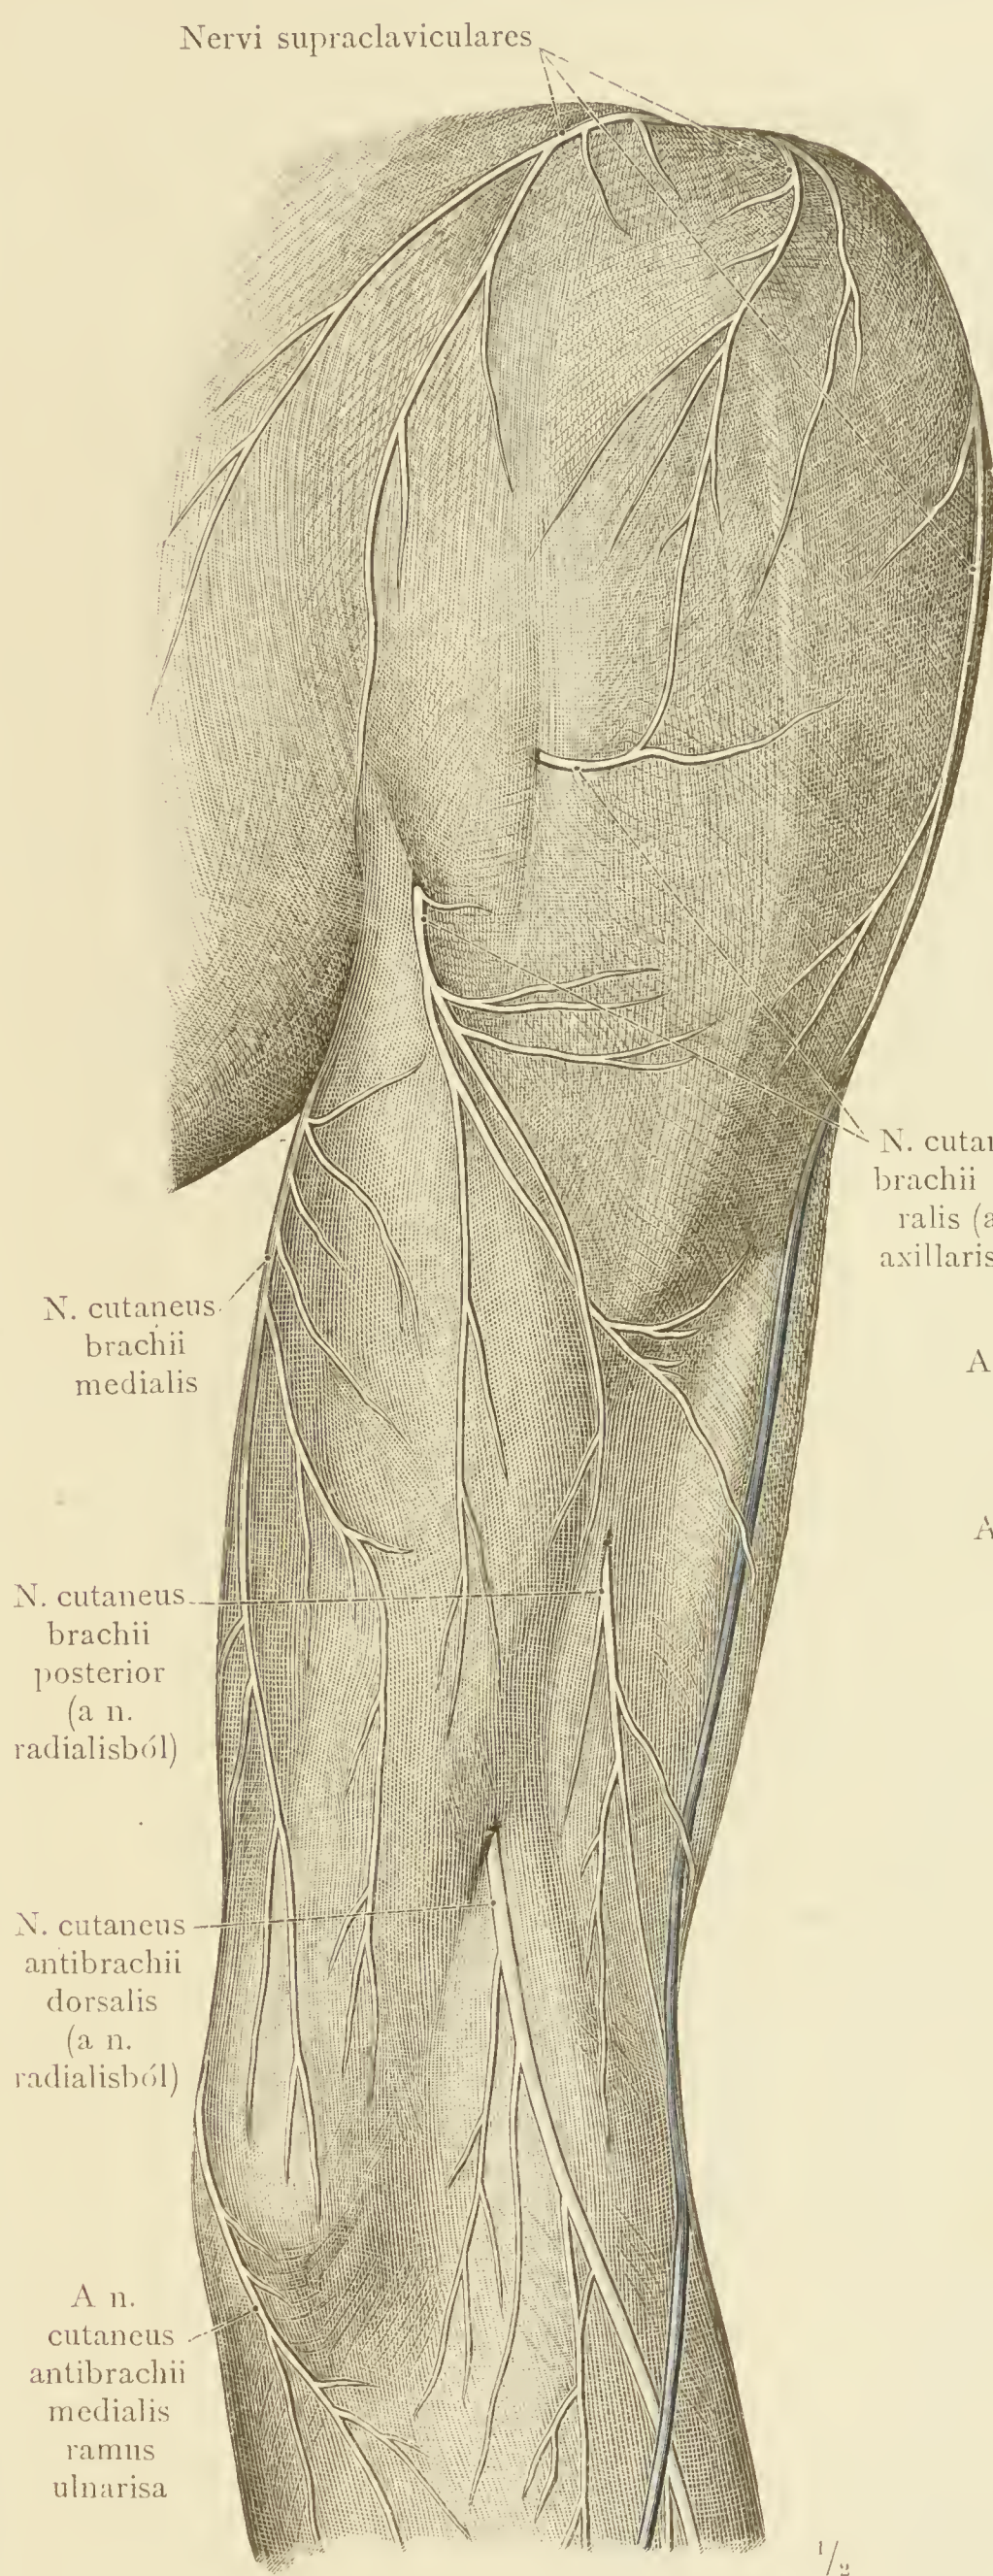 Nervi supraclaviculares
N.
brachii
ralis (a
axillaris
N. cutaneus
brachii
medialis
A
A
N. cutaneus
brachii
posterior
(a n.
radialisból)
N. cutaneus
antibrachii
dorsalis
(a n.
radialisból)
A n.
cutaneus
antibrachii
medialis
ramus
ulnarisa
1/2